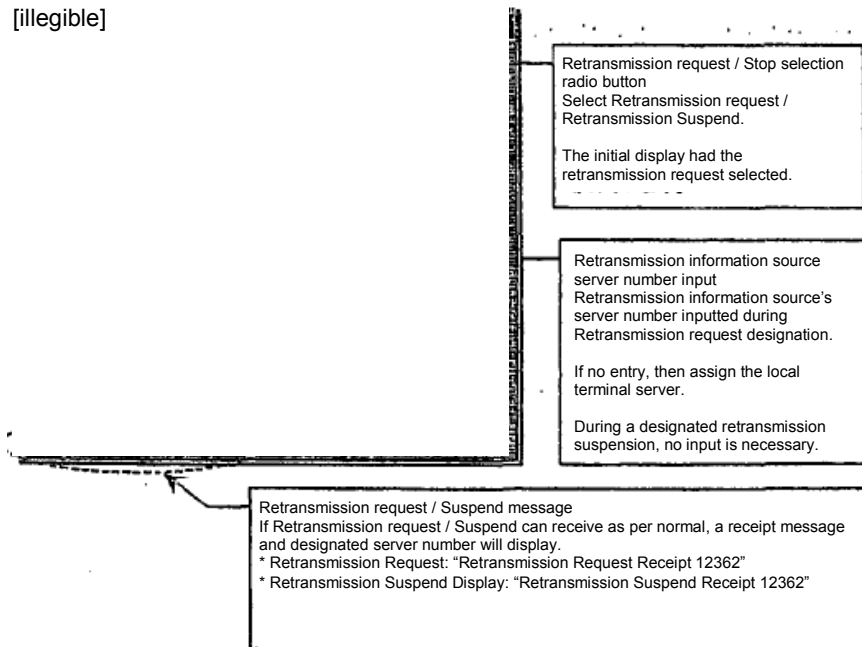 [illegible]
Retransmission request / Stop selection
radio button
Select Retransmission request /
Retransmission Suspend.
The initial display had the
retransmission request selected.
Retransmission information source
server number input
Retransmission information source's
server number inputted during
Retransmission request designation.
If no entry, then assign the local
terminal server.
During a designated retransmission
suspension, no input is necessary.
Retransmission request / Suspend message
If Retransmission request / Suspend can receive as per normal, a receipt message
and designated server number will display.
* Retransmission Request: “Retransmission Request Receipt 12362”
* Retransmission Suspend Display: “Retransmission Suspend Receipt 12362”